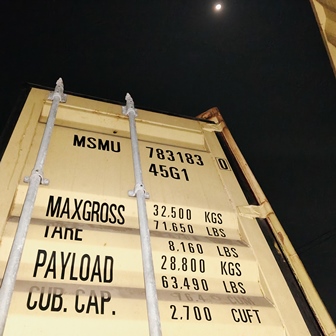 MSMU 783183 0
45G1
MAXGROSS 32.500 KGS
71.650 LBS
TARE
8.160 LBS
PAYLOAD 28.800 KGS
63.490 LBS
CUB. CAP.
2.700 CUFT